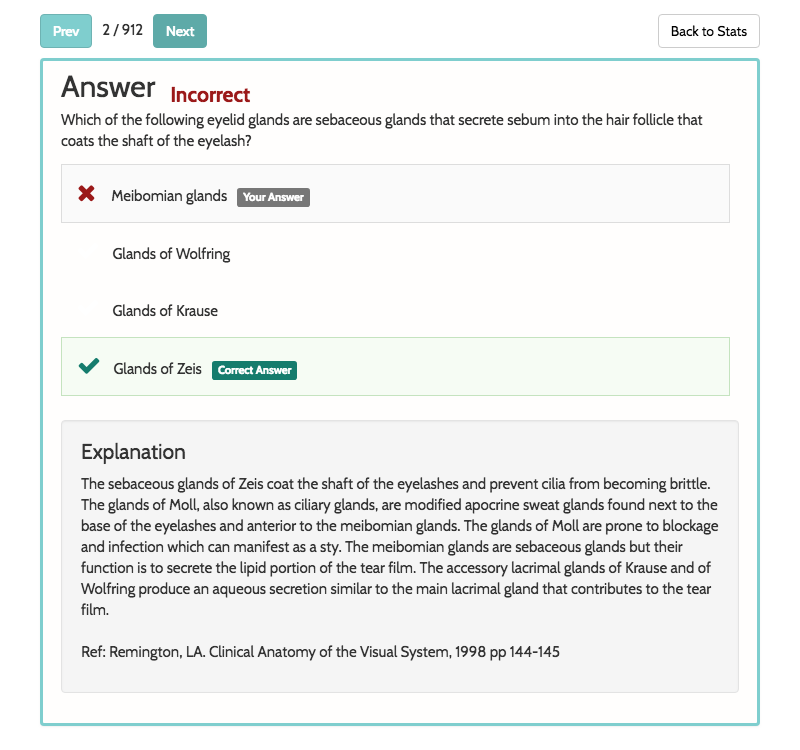 Prev 2 / 912 Next Back to Stats
Answer Incorrect
Which of the following eyelid glands are sebaceous glands that secrete sebum into the hair follicle that
coats the shaft of the eyelash?
Meibomian glands Your Answer
Glands of Wolfring
Glands of Krause
Glands of Zeis Correct Answer
Explanation
The sebaceous glands of Zeis coat the shaft of the eyelashes and prevent cilia from becoming brittle.
The glands of Moll, also known as ciliary glands, are modified apocrine sweat glands found next to the
base of the eyelashes and anterior to the meibomian glands. The glands of Moll are prone to blockage
and infection which can manifest as a sty. The meibomian glands are sebaceous glands but their
function is to secrete the lipid portion of the tear film. The accessory lacrimal glands of Krause and of
Wolfring produce an aqueous secretion similar to the main lacrimal gland that contributes to the tear
film.
Ref: Remington, LA. Clinical Anatomy of the Visual System, 1998 pp 144-145